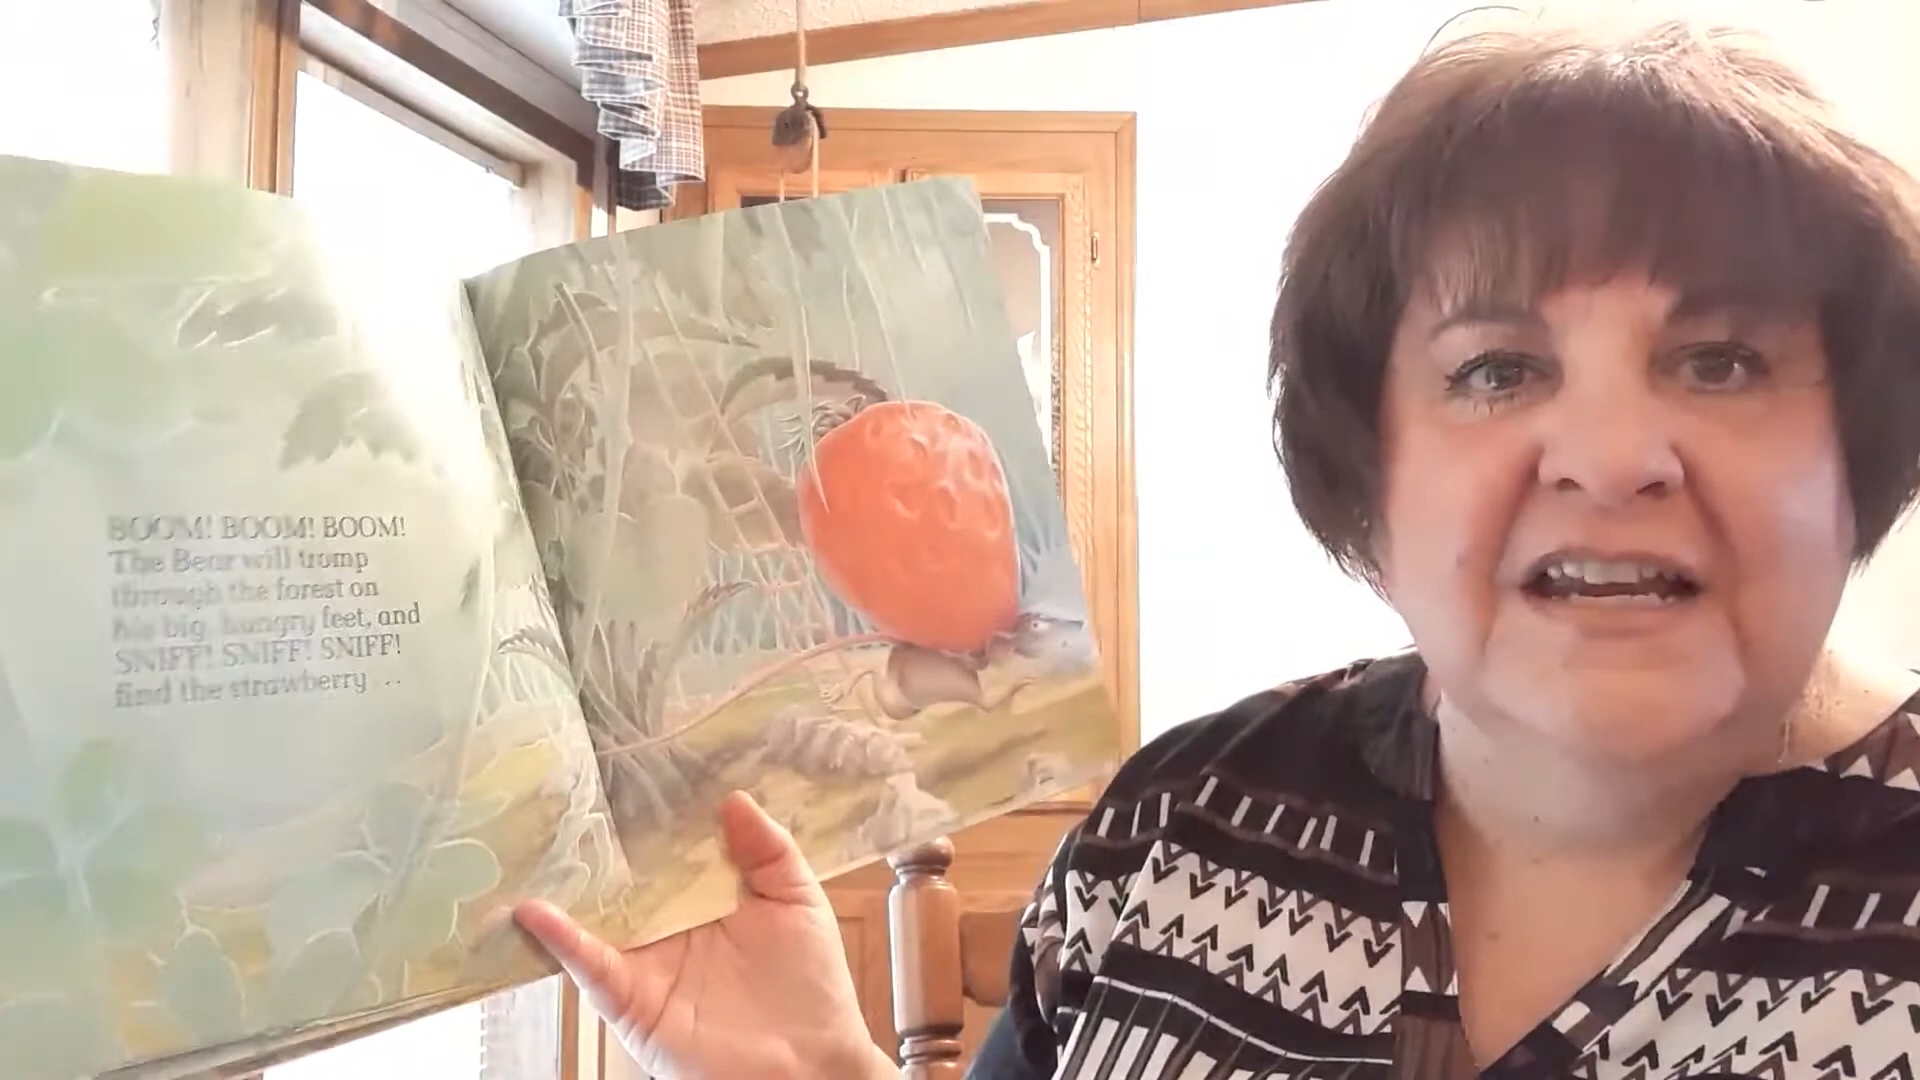 BOOM! BOOM! BOOM!
The Bear will tromp
through the forest on
his big, hungry feet, and
SNIFF! SNIFF! SNIFF!
find the strawberry . .